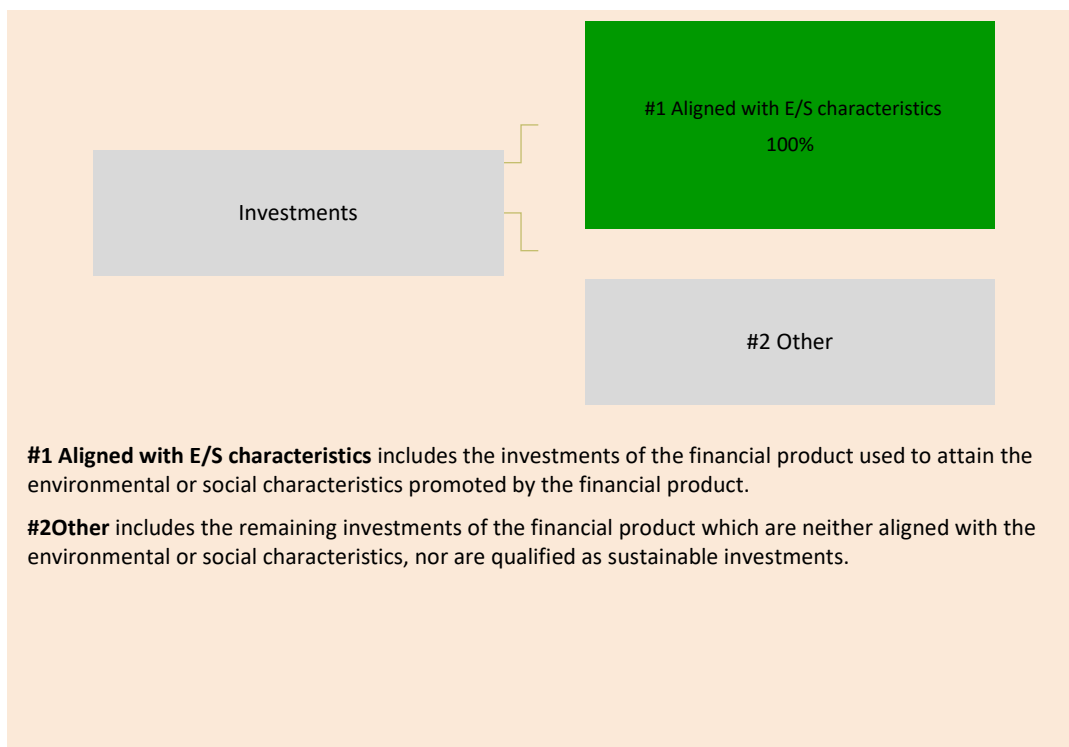 #1 Aligned with E/S characteristics
100%
Investments
#2 Other
#1 Aligned with E/S characteristics includes the investments of the financial product used to attain the
environmental or social characteristics promoted by the financial product.
#2Other includes the remaining investments of the financial product which are neither aligned with the
environmental or social characteristics, nor are qualified as sustainable investments.